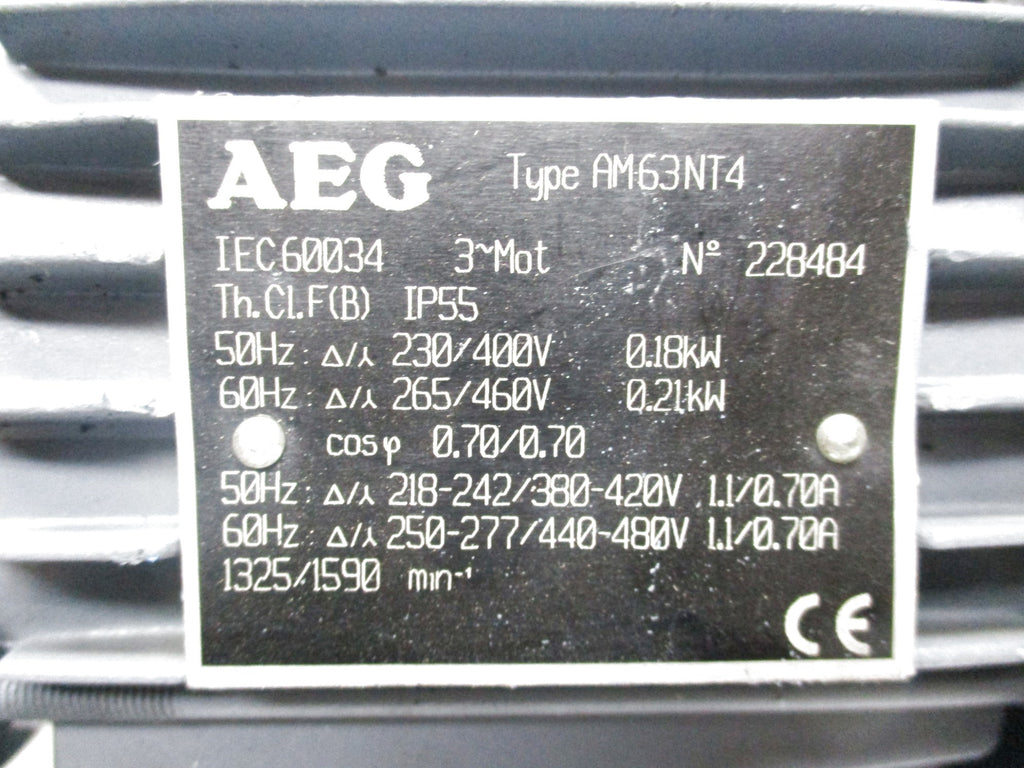 AEG Type AM63NT4
IEC60034 3~Mot Nº 228484
Th.Cl.F(B) IP55
50Hz: Δ/⅄ 230/400V 0.18kW
60Hz: Δ/⅄ 265/460V 0.21kW
cosφ 0.70/0.70
50Hz: Δ/⅄ 218-242/380-420V 1.1/0.70A
60Hz: Δ/⅄ 250-277/440-480V 1.1/0.70A
1325/1590 min⁻¹
CE